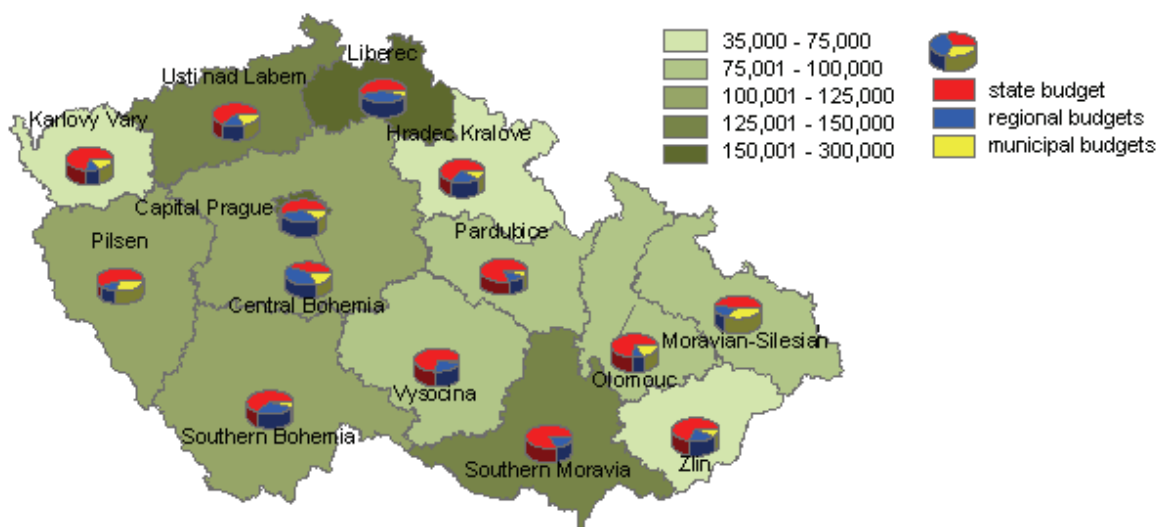 Liberec
Usti nad Labem
Karlovy Vary
Hradec Kralove
Capital Prague
Pilsen
Pardubice
Central Bohemia
Moravian-Silesian
Olomouc
Vysocina
Southern Bohemia
Southern Moravia
Zlin
35,000 - 75,000
75,001 - 100,000
100,001 - 125,000
125,001 - 150,000
150,001 - 300,000
state budget
regional budgets
municipal budgets